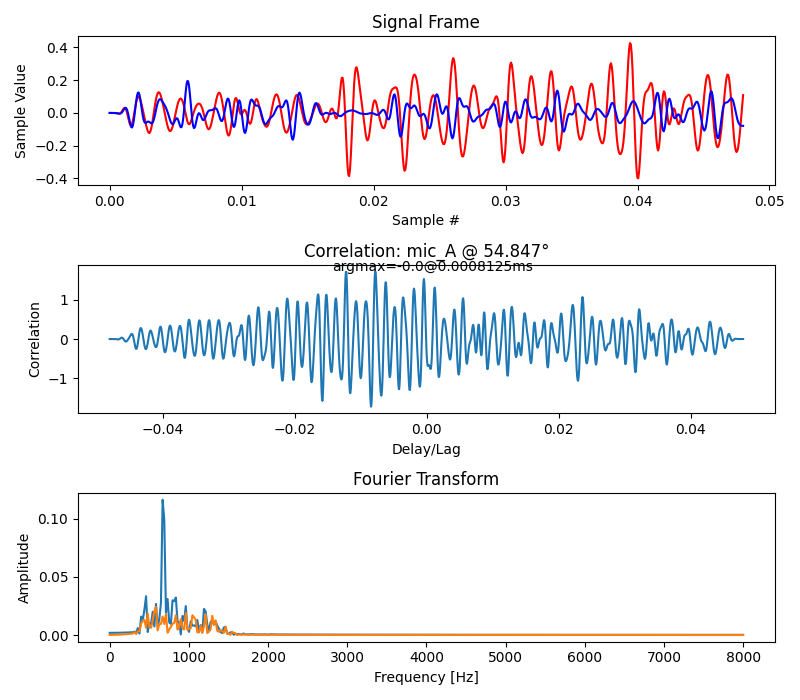 Signal Frame
0.4
0.2
0.0
−0.2
−0.4
Sample Value
0.00 0.01 0.02 0.03 0.04 0.05
Sample #
Correlation: mic_A @ 54.847°
argmax=-0.0@0.0008125ms
1
0
−1
Correlation
−0.04 −0.02 0.00 0.02 0.04
Delay/Lag
Fourier Transform
0.10
0.05
0.00
Amplitude
0 1000 2000 3000 4000 5000 6000 7000 8000
Frequency [Hz]